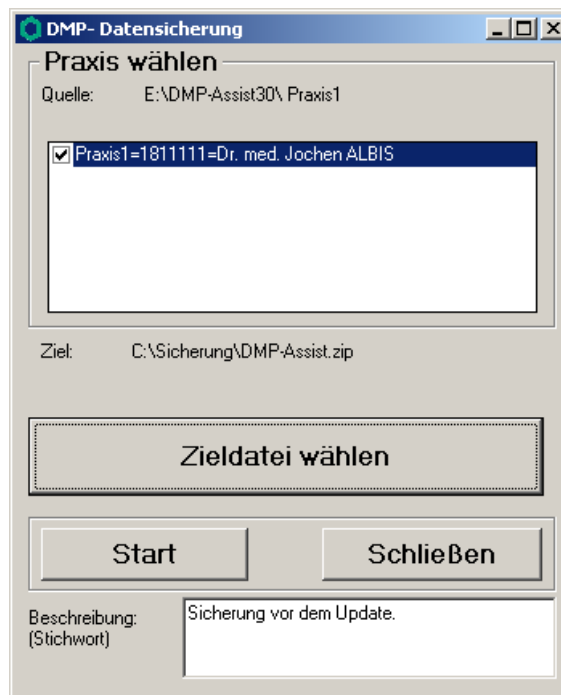 DMP- Datensicherung
Praxis wählen
Quelle: E:\DMP-Assist30\ Praxis1
Praxis1=1811111=Dr. med. Jochen ALBIS
Ziel: C:\Sicherung\DMP-Assist.zip
Zieldatei wählen
Start Schließen
Beschreibung: Sicherung vor dem Update.
(Stichwort)